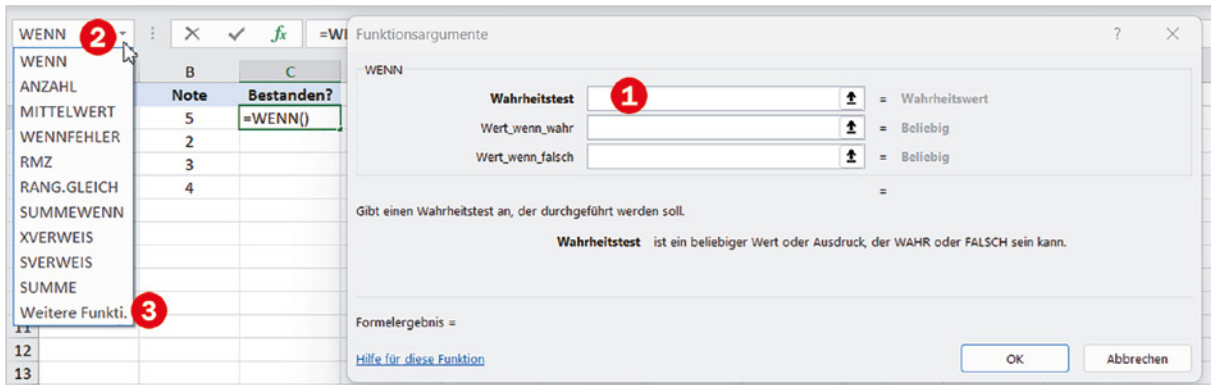 WENN 2 fx =WE
WENN
ANZAHL
MITTELWERT
WENNFEHLER
RMZ
RANG.GLEICH
SUMMEWENN
XVERWEIS
SVERWEIS
SUMME
Weitere Funkti. 3
B C
Note Bestanden?
5 =WENN()
2
3
4
11
12
13
Funktionsargumente ? ×
WENN
Wahrheitstest 1 = Wahrheitswert
Wert_wenn_wahr = Beliebig
Wert_wenn_falsch = Beliebig
=
Gibt einen Wahrheitstest an, der durchgeführt werden soll.
Wahrheitstest ist ein beliebiger Wert oder Ausdruck, der WAHR oder FALSCH sein kann.
Formelergebnis =
Hilfe für diese Funktion OK Abbrechen